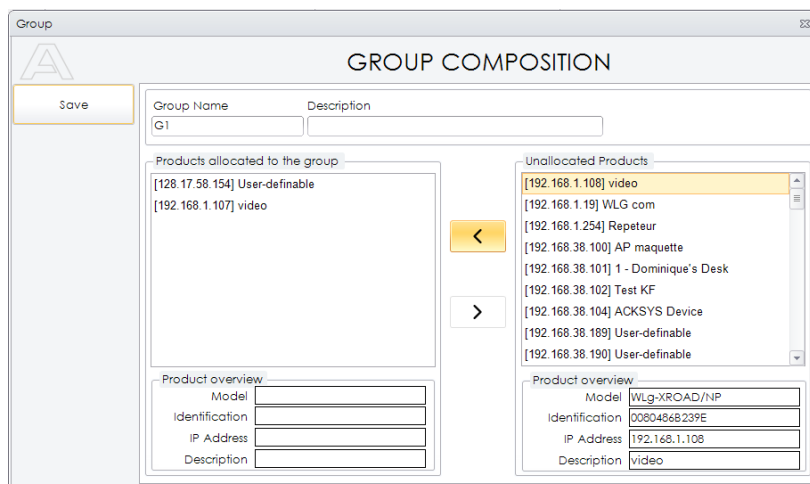 Group
GROUP COMPOSITION
Save
Group Name Description
G1
Products allocated to the group
[128.17.58.154] User-definable
[192.168.1.107] video
<
>
Unallocated Products
[192.168.1.108] video
[192.168.1.19] WLG com
[192.168.1.254] Repeteur
[192.168.38.100] AP maquette
[192.168.38.101] 1 - Dominique's Desk
[192.168.38.102] Test KF
[192.168.38.104] ACKSYS Device
[192.168.38.189] User-definable
[192.168.38.190] User-definable
Product overview
Model
Identification
IP Address
Description
Product overview
Model WLg-XROAD/NP
Identification 0080486B239E
IP Address 192.168.1.108
Description video